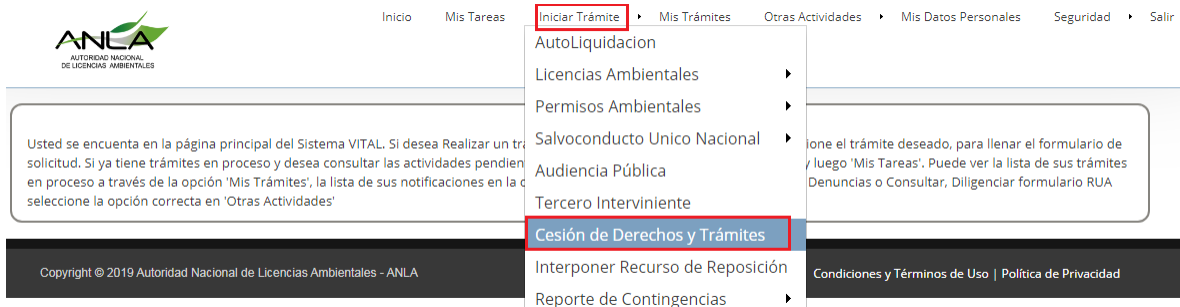 Inicio Mis Tareas Iniciar Trámite Mis Trámites Otras Actividades Mis Datos Personales Seguridad Salir
ANLA
AUTORIDAD NACIONAL
DE LICENCIAS AMBIENTALES
AutoLiquidacion
Licencias Ambientales
Permisos Ambientales
Salvoconducto Unico Nacional
Audiencia Pública
Tercero Interviniente
Cesión de Derechos y Trámites
Interponer Recurso de Reposición
Reporte de Contingencias
Usted se encuenta en la página principal del Sistema VITAL. Si desea Realizar un tra ione el trámite deseado, para llenar el formulario de
solicitud. Si ya tiene trámites en proceso y desea consultar las actividades pendien y luego 'Mis Tareas'. Puede ver la lista de sus trámites
en proceso a través de la opción 'Mis Trámites', la lista de sus notificaciones en la Denuncias o Consultar, Diligenciar formulario RUA
seleccione la opción correcta en 'Otras Actividades'
Copyright © 2019 Autoridad Nacional de Licencias Ambientales - ANLA Condiciones y Términos de Uso | Política de Privacidad